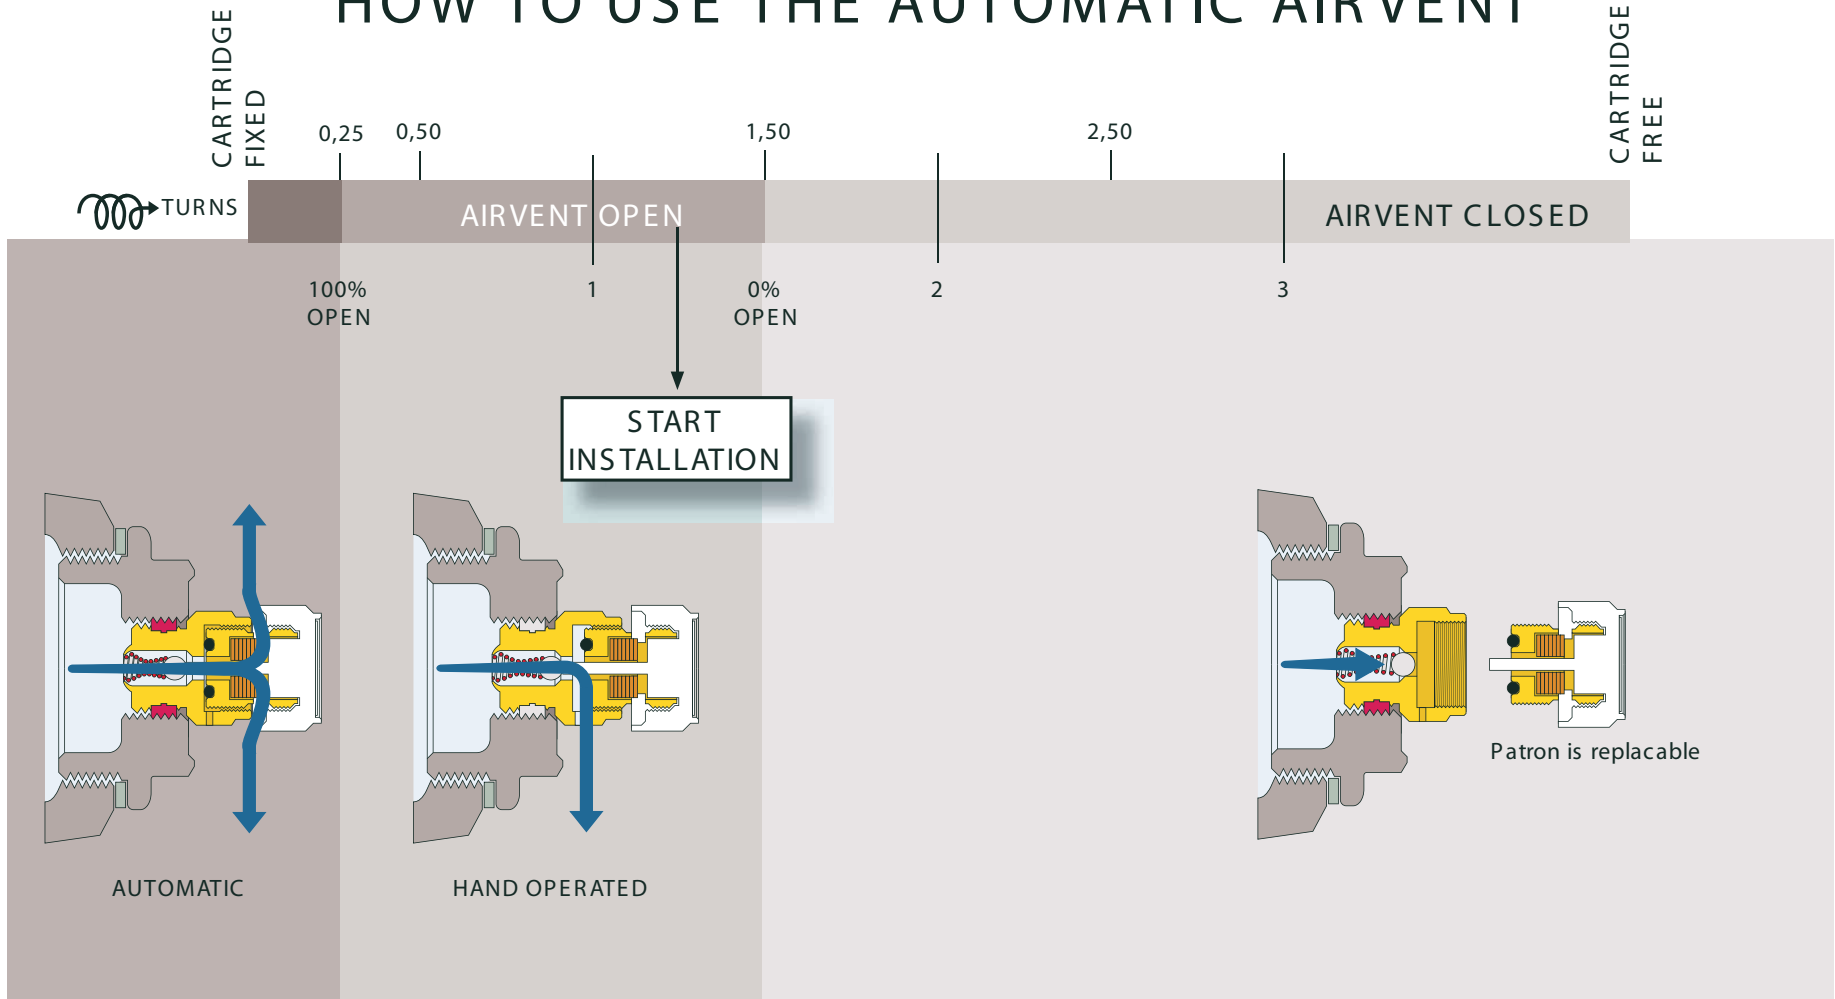 HOW TO USE THE AUTOMATIC AIRVENT
CARTRIDGE
FIXED
CARTRIDGE
FREE
0,25
0,50
1,50
2,50
TURNS
AIRVENT OPEN
AIRVENT CLOSED
100%
OPEN
1
0%
OPEN
2
3
START
INSTALLATION
Patron is replacable
AUTOMATIC
HAND OPERATED